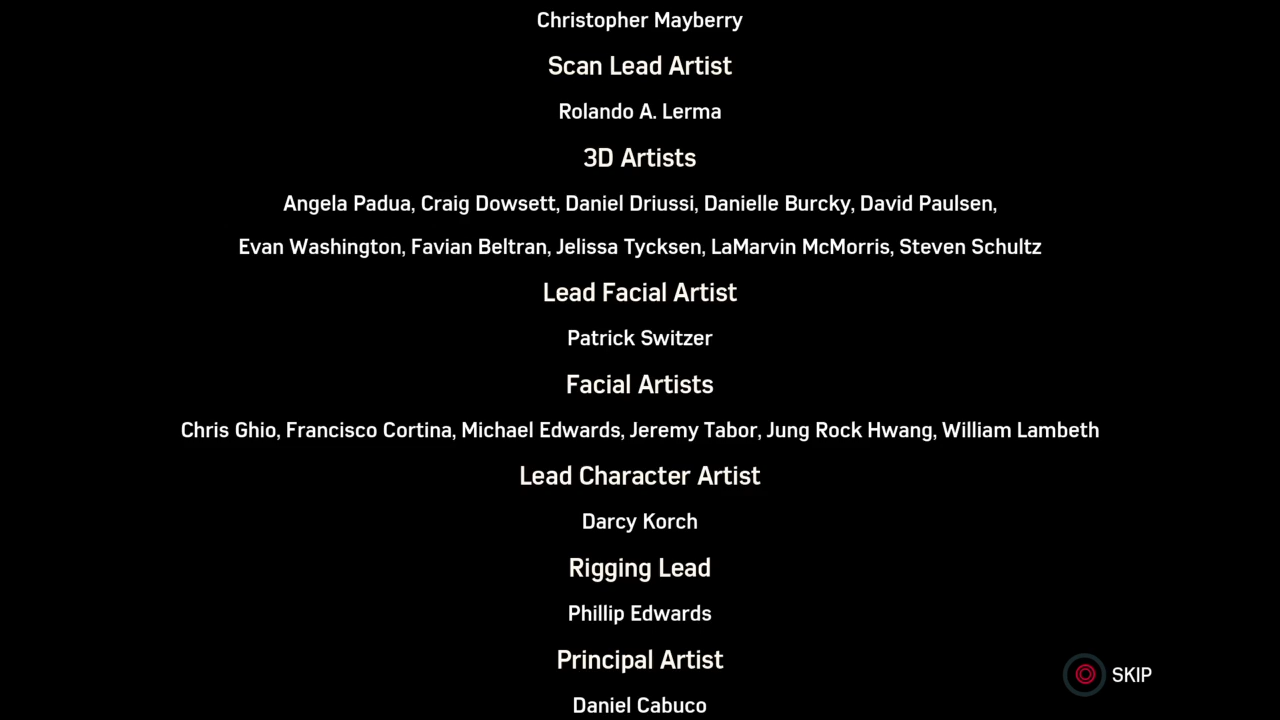 Christopher Mayberry
Scan Lead Artist
Rolando A. Lerma
3D Artists
Angela Padua, Craig Dowsett, Daniel Driussi, Danielle Burcky, David Paulsen,
Evan Washington, Favian Beltran, Jelissa Tycksen, LaMarvin McMorris, Steven Schultz
Lead Facial Artist
Patrick Switzer
Facial Artists
Chris Ghio, Francisco Cortina, Michael Edwards, Jeremy Tabor, Jung Rock Hwang, William Lambeth
Lead Character Artist
Darcy Korch
Rigging Lead
Phillip Edwards
Principal Artist
SKIP
Daniel Cabuco